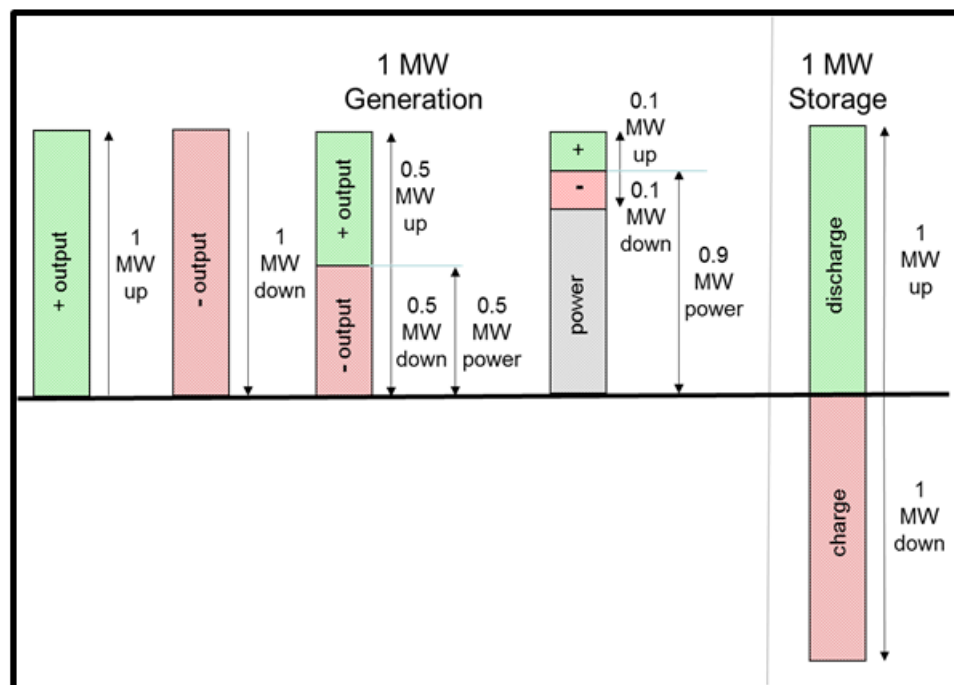 1 MW
Generation
1 MW
Storage
+ output
1
MW
up
- output
1
MW
down
+ output
- output
0.5
MW
up
0.5
MW
down
0.5
MW
power
+
-
power
0.1
MW
up
0.1
MW
down
0.9
MW
power
discharge
charge
1
MW
up
1
MW
down